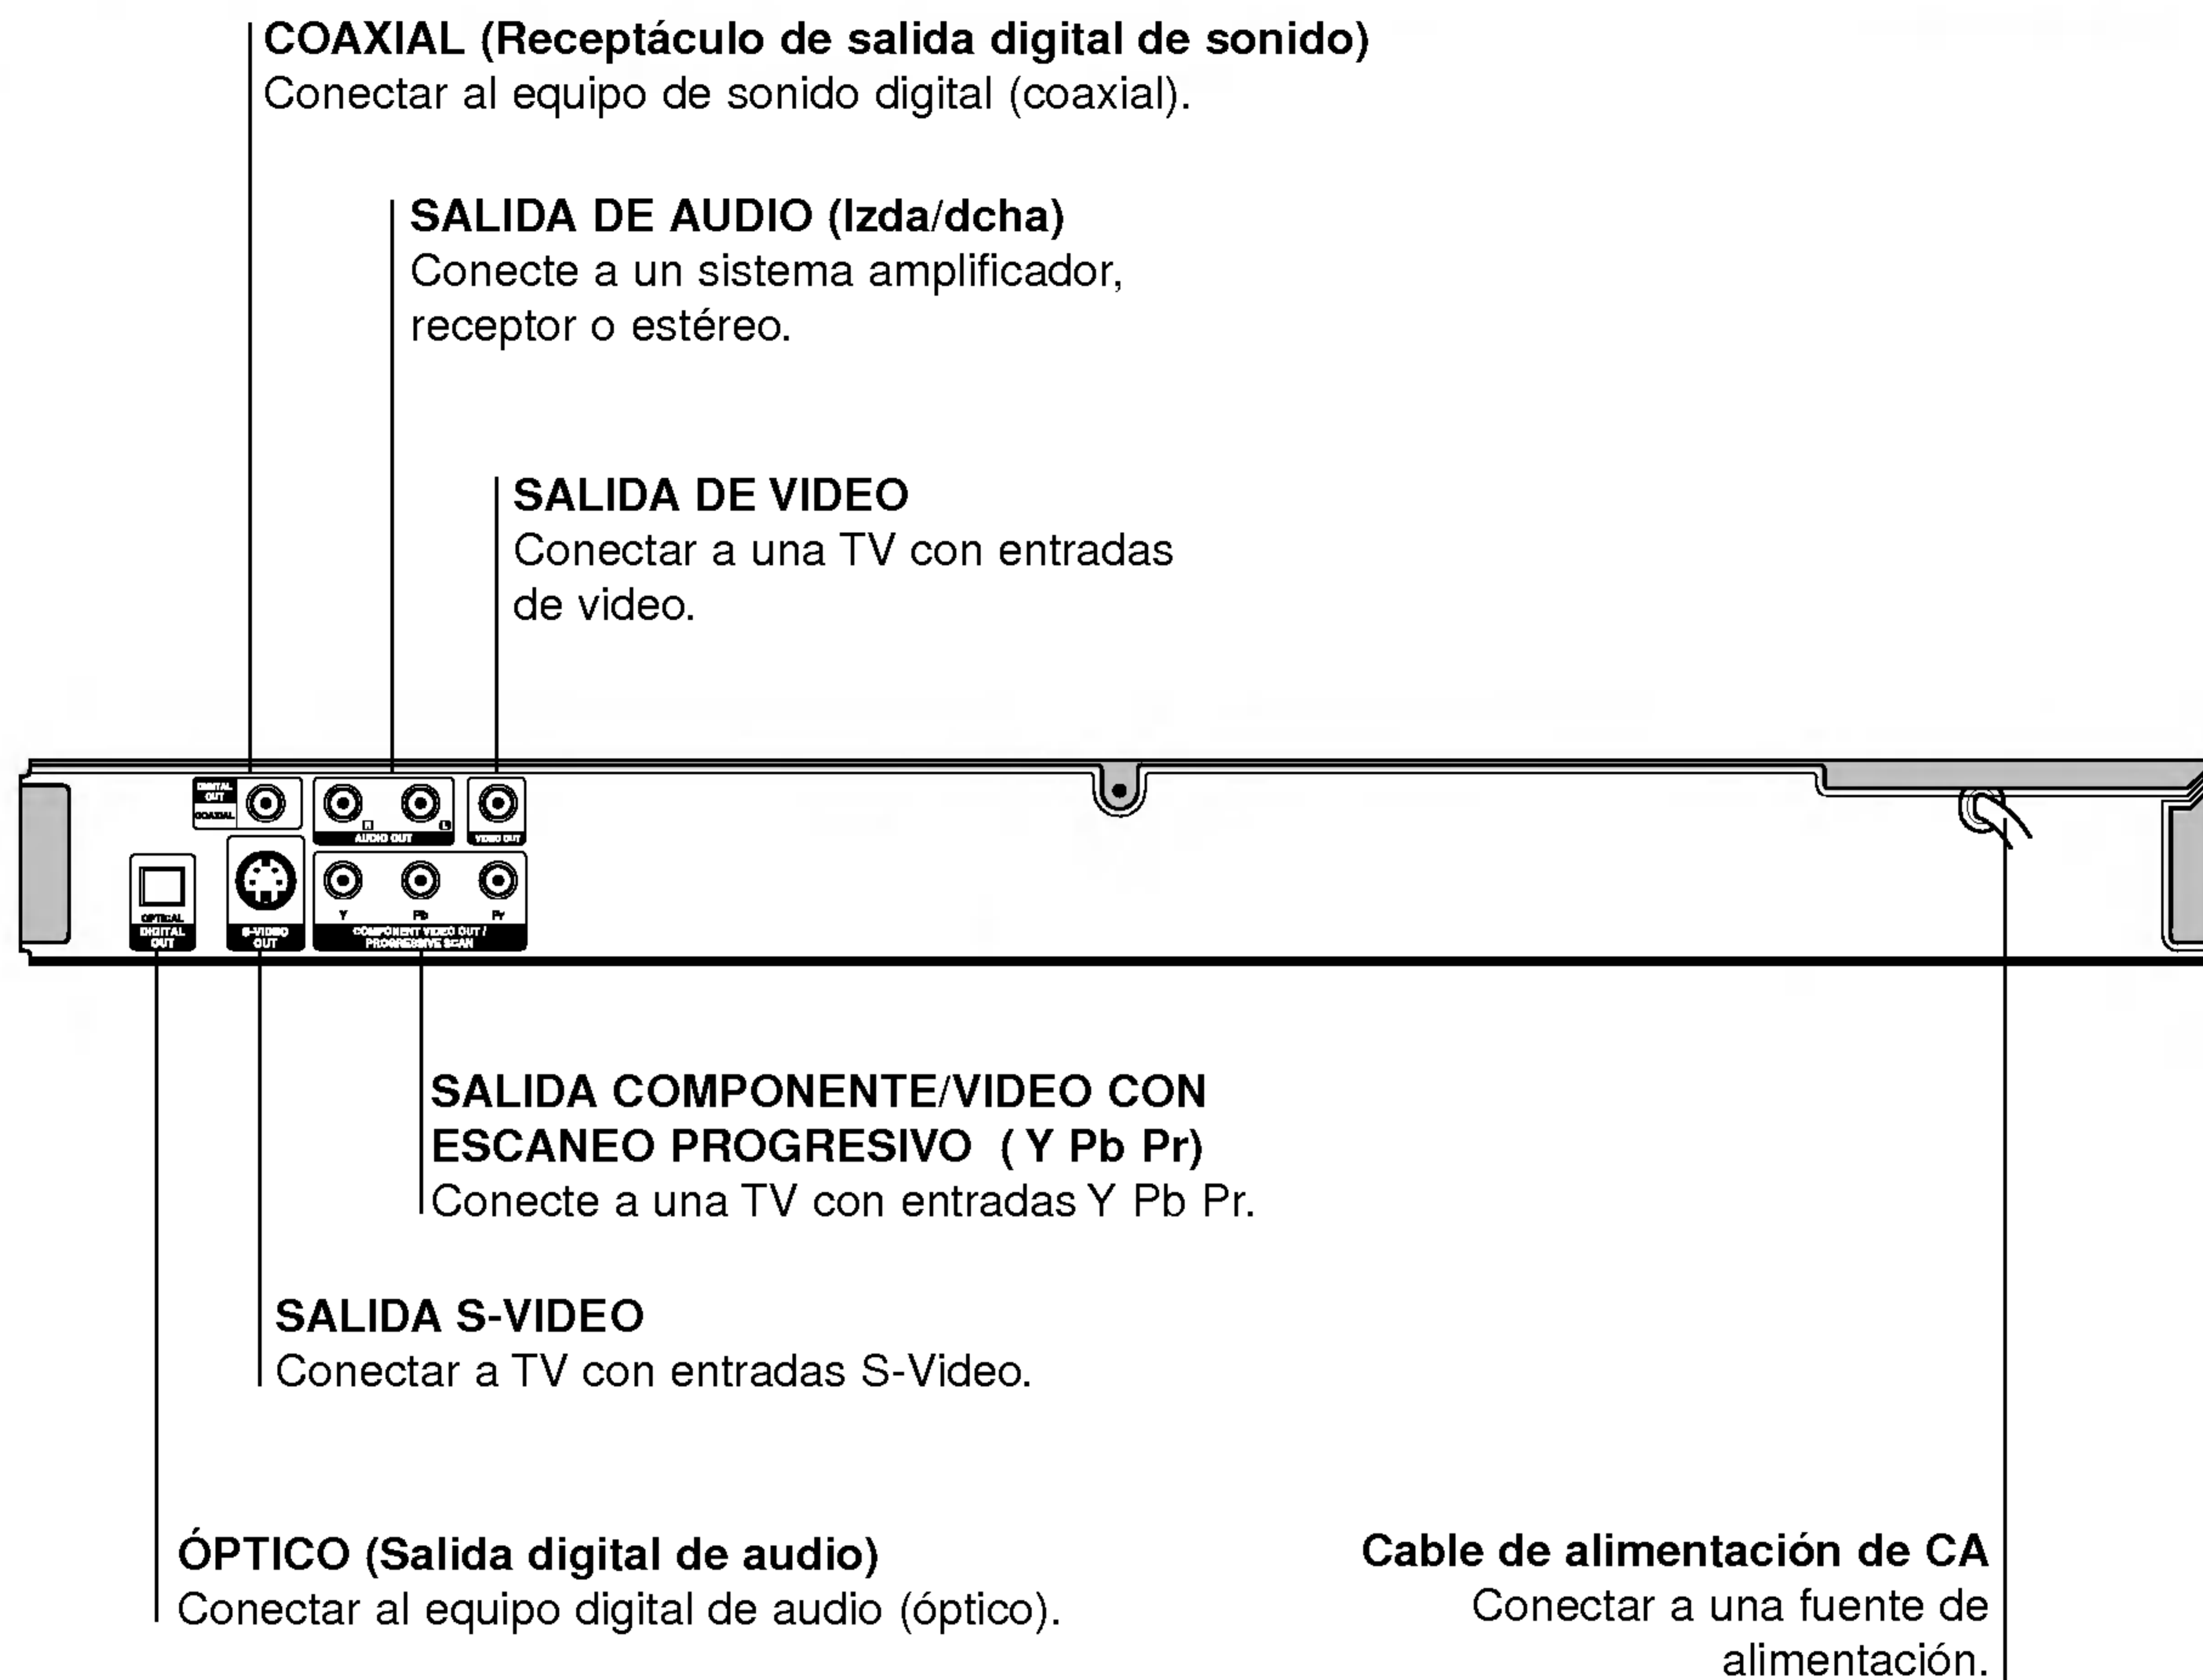 COAXIAL (Receptáculo de salida digital de sonido)
Conectar al equipo de sonido digital (coaxial).
SALIDA DE AUDIO (Izda/dcha)
Conecte a un sistema amplificador,
receptor o estéreo.
SALIDA DE VIDEO
Conectar a una TV con entradas
de video.
DIGITAL
OUT
COAXIAL
R
L
AUDIO OUT
VIDEO OUT
OPTICAL
DIGITAL
OUT
S-VIDEO
OUT
Y Pb Pr
COMPONENT VIDEO OUT /
PROGRESSIVE SCAN
SALIDA COMPONENTE/VIDEO CON
ESCANEO PROGRESIVO ( Y Pb Pr)
Conecte a una TV con entradas Y Pb Pr.
SALIDA S-VIDEO
Conectar a TV con entradas S-Video.
ÓPTICO (Salida digital de audio)
Conectar al equipo digital de audio (óptico).
Cable de alimentación de CA
Conectar a una fuente de
alimentación.